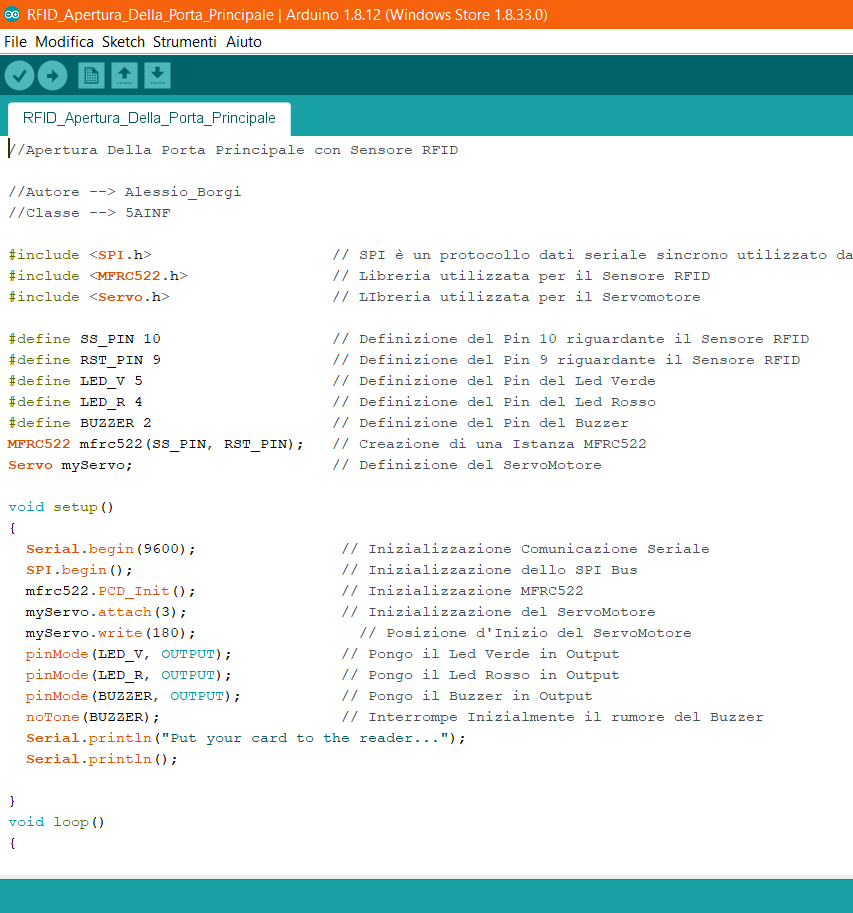 RFID_Apertura_Della_Porta_Principale | Arduino 1.8.12 (Windows Store 1.8.33.0)
File Modifica Sketch Strumenti Aiuto
RFID_Apertura_Della_Porta_Principale
//Apertura Della Porta Principale con Sensore RFID
//Autore --> Alessio_Borgi
//Classe --> 5AINF
#include <SPI.h> // SPI è un protocollo dati seriale sincrono utilizzato da
#include <MFRC522.h> // Libreria utilizzata per il Sensore RFID
#include <Servo.h> // LIbreria utilizzata per il Servomotore
#define SS_PIN 10 // Definizione del Pin 10 riguardante il Sensore RFID
#define RST_PIN 9 // Definizione del Pin 9 riguardante il Sensore RFID
#define LED_V 5 // Definizione del Pin del Led Verde
#define LED_R 4 // Definizione del Pin del Led Rosso
#define BUZZER 2 // Definizione del Pin del Buzzer
MFRC522 mfrc522(SS_PIN, RST_PIN); // Creazione di una Istanza MFRC522
Servo myServo; // Definizione del ServoMotore
void setup()
{
Serial.begin(9600); // Inizializzazione Comunicazione Seriale
SPI.begin(); // Inizializzazione dello SPI Bus
mfrc522.PCD_Init(); // Inizializzazione MFRC522
myServo.attach(3); // Inizializzazione del ServoMotore
myServo.write(180); // Posizione d'Inizio del ServoMotore
pinMode(LED_V, OUTPUT); // Pongo il Led Verde in Output
pinMode(LED_R, OUTPUT); // Pongo il Led Rosso in Output
pinMode(BUZZER, OUTPUT); // Pongo il Buzzer in Output
noTone(BUZZER); // Interrompe Inizialmente il rumore del Buzzer
Serial.println("Put your card to the reader...");
Serial.println();
}
void loop()
{